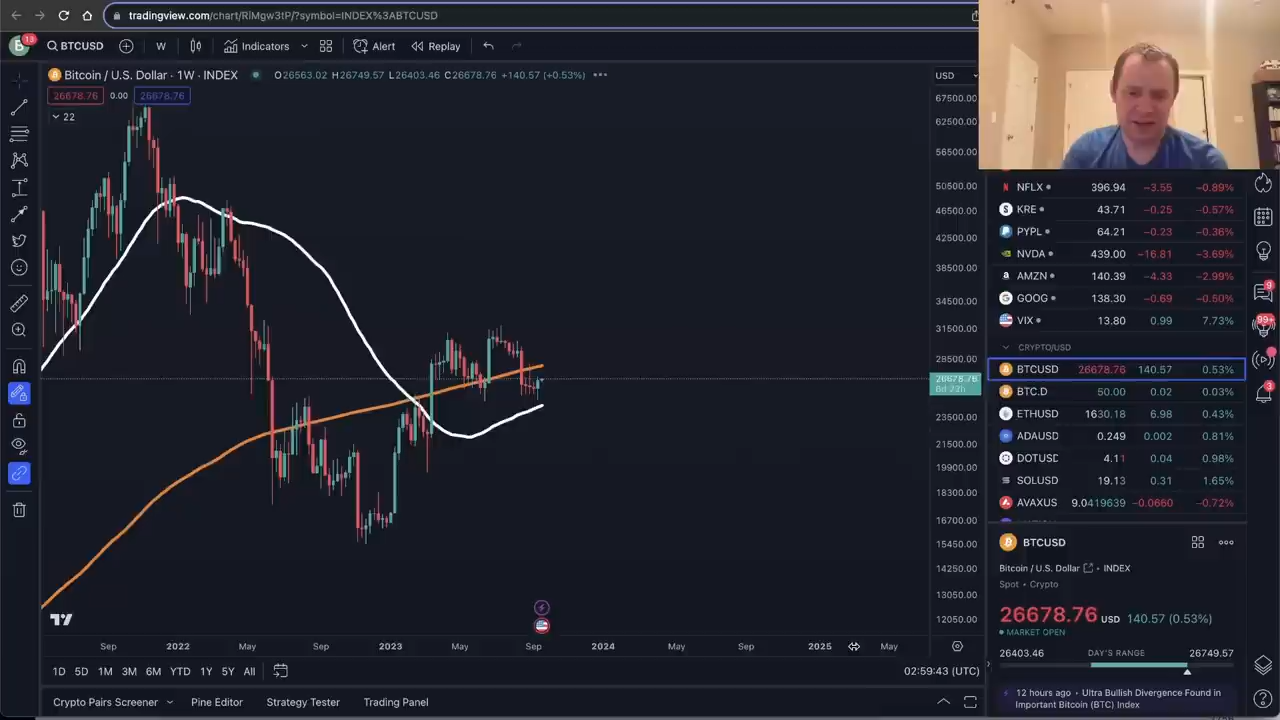 tradingview.com/chart/RlMgw3tP/?symbol=INDEX%3ABTCUSD
13
BTCUSD W Indicators Alert Replay
Bitcoin / U.S. Dollar · 1W · INDEX O26563.02 H26749.57 L26403.46 C26678.76 +140.57 (+0.53%)
USD
26678.76 0.00 26678.76
22
67500.00
62500.00
56500.00
50500.00
46500.00
42500.00
38500.00
34500.00
31500.00
28500.00
26678.76
23500.00
21500.00
19900.00
18300.00
16700.00
15450.00
14250.00
13050.00
12050.00
Sep 2022 May Sep 2023 May Sep 2024 May Sep 2025 May
1D 5D 1M 3M 6M YTD 1Y 5Y All
02:59:43 (UTC)
Crypto Pairs Screener Pine Editor Strategy Tester Trading Panel
NFLX 396.94 −3.55 −0.89%
KRE 43.71 −0.25 −0.57%
PYPL 64.21 −0.23 −0.36%
NVDA 439.00 −16.81 −3.69%
AMZN 140.39 −4.33 −2.99%
GOOG 138.30 −0.69 −0.50%
VIX 13.80 0.99 7.73%
CRYPTO/USD
BTCUSD 26678.76 140.57 0.53%
BTC.D 50.00 0.02 0.03%
ETHUSD 1630.18 6.98 0.43%
ADAUSD 0.249 0.002 0.81%
DOTUSD 4.11 0.04 0.98%
SOLUSD 19.13 0.31 1.65%
AVAXUS 9.0419639 −0.0660 −0.72%
BTCUSD
Bitcoin / U.S. Dollar • INDEX
Spot • Crypto
26678.76 USD 140.57 (0.53%)
MARKET OPEN
26403.46 DAY'S RANGE 26749.57
12 hours ago • Ultra Bullish Divergence Found in
Important Bitcoin (BTC) Index
9
99+
3